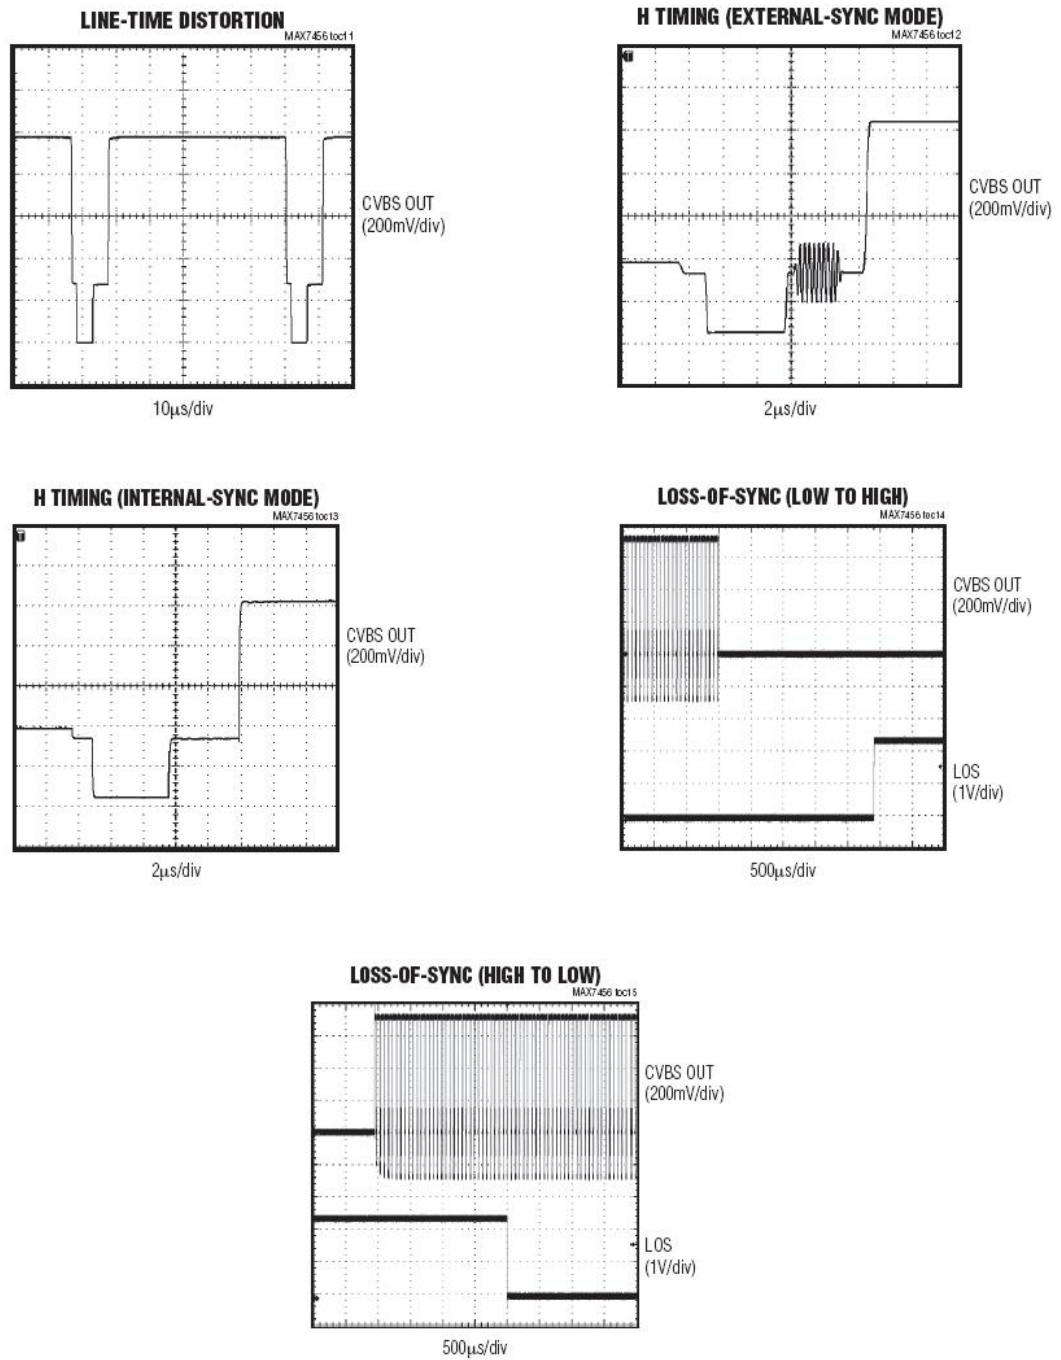 LINE-TIME DISTORTION
MAX7456 toc11
CVBS OUT
(200mV/div)
10µs/div
H TIMING (EXTERNAL-SYNC MODE)
MAX7456 toc12
CVBS OUT
(200mV/div)
2µs/div
H TIMING (INTERNAL-SYNC MODE)
MAX7456 toc13
CVBS OUT
(200mV/div)
2µs/div
LOSS-OF-SYNC (LOW TO HIGH)
MAX7456 toc14
CVBS OUT
(200mV/div)
LOS
(1V/div)
500µs/div
LOSS-OF-SYNC (HIGH TO LOW)
MAX7456 toc15
CVBS OUT
(200mV/div)
LOS
(1V/div)
500µs/div